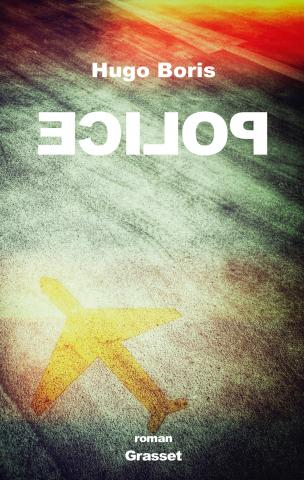 Hugo Boris
POLICE
roman
Grasset